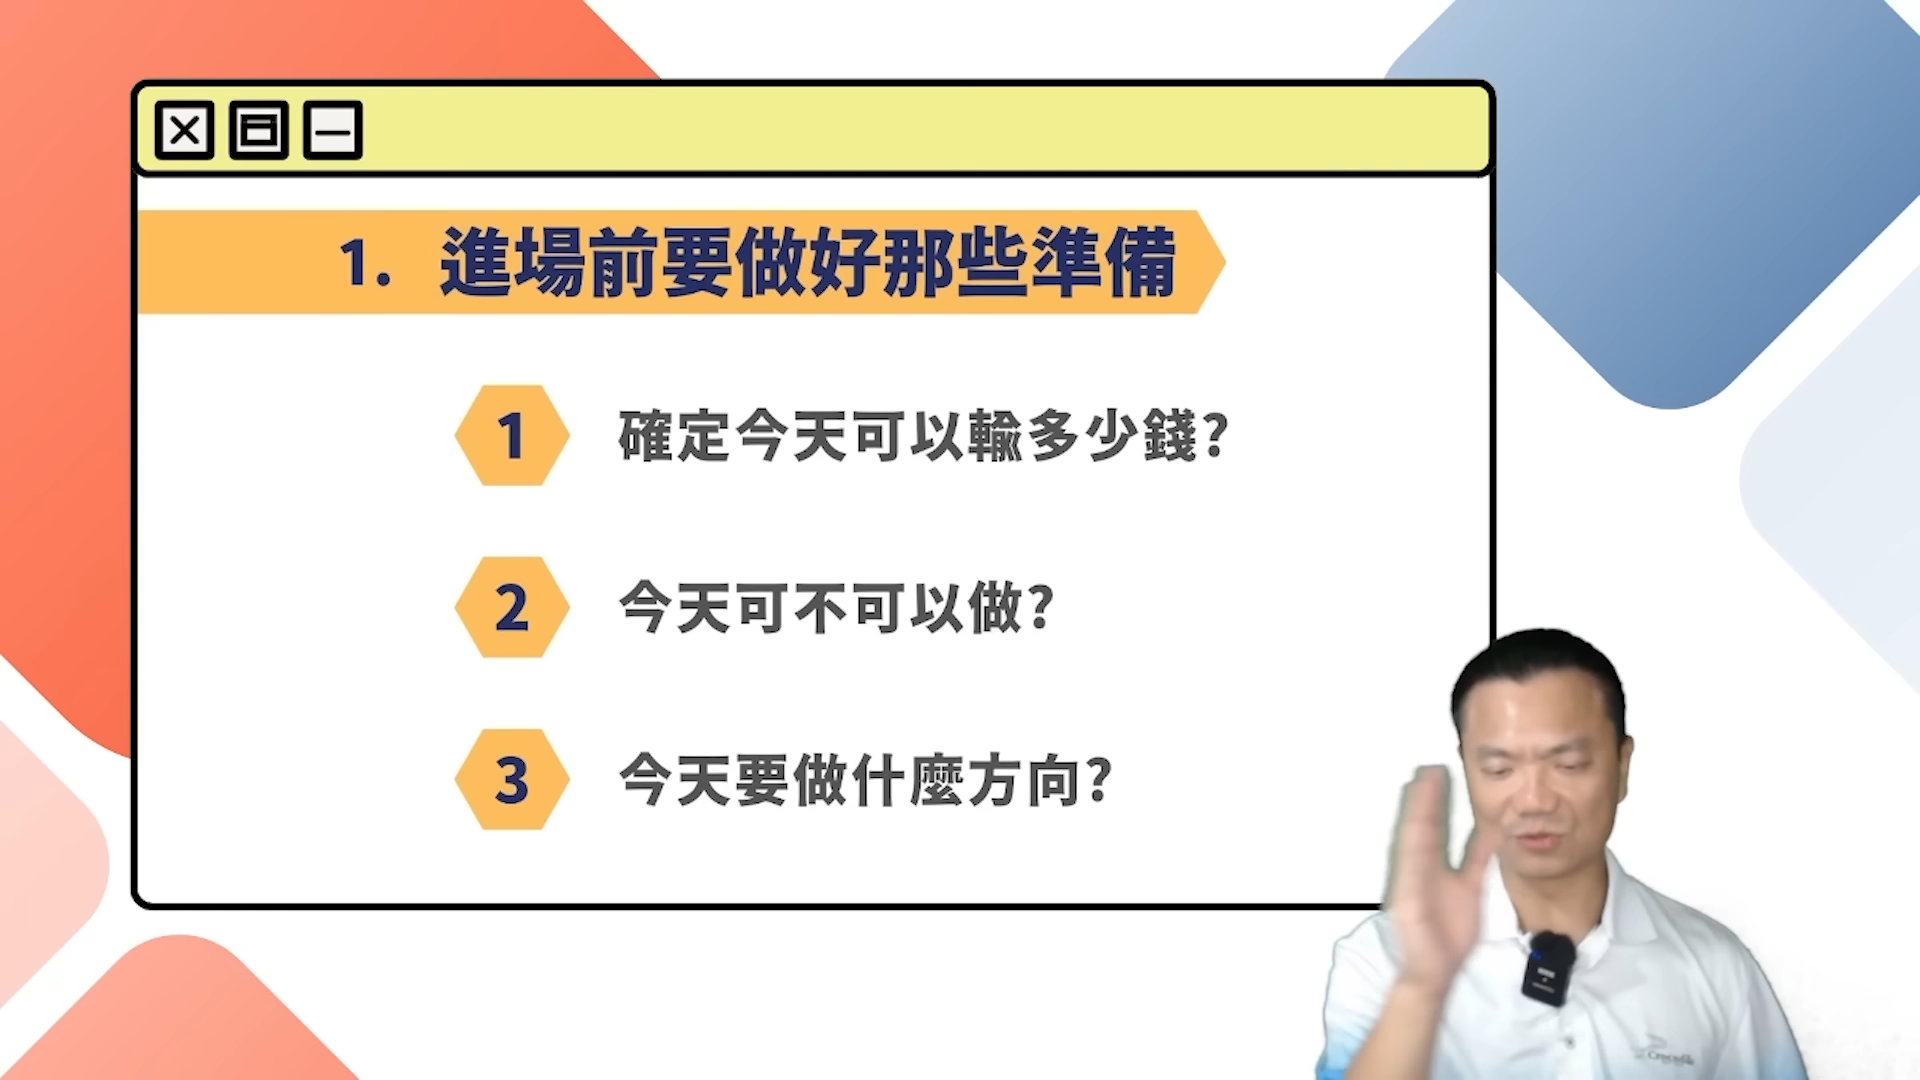 1. 進場前要做好那些準備
1 確定今天可以輸多少錢?
2 今天可不可以做?
3 今天要做什麼方向?
Crocodile